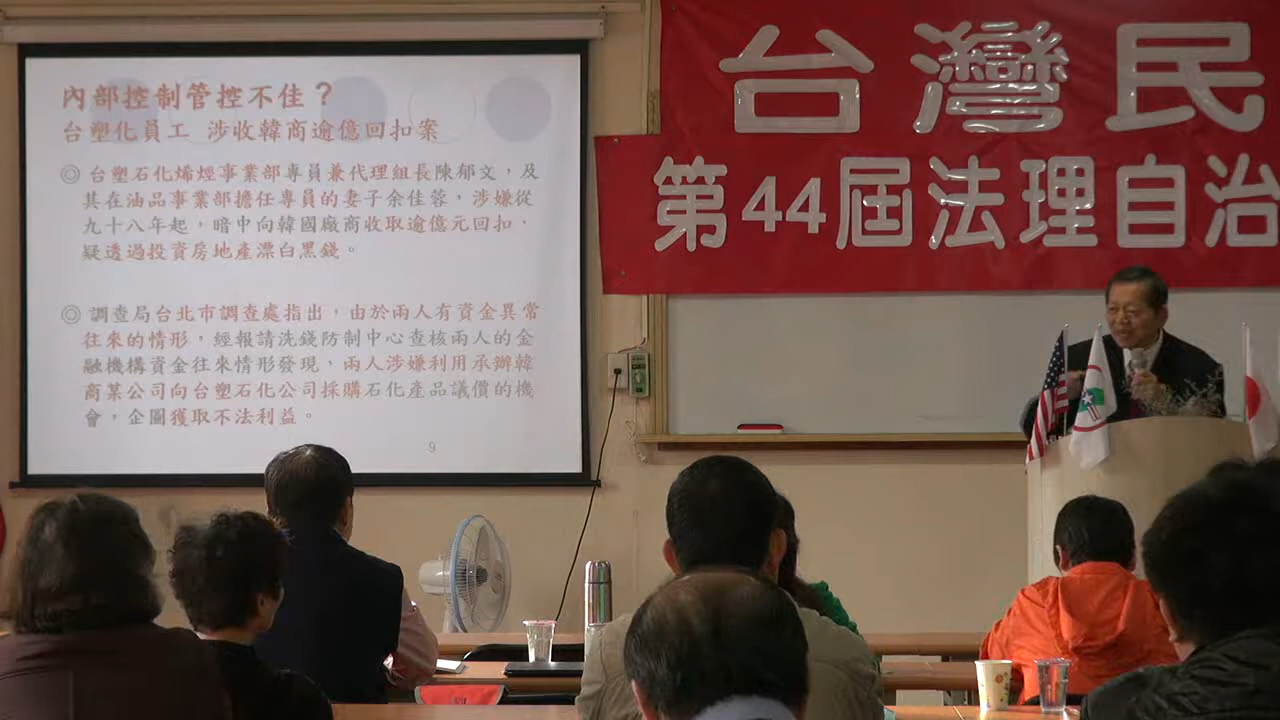 內部控制管控不佳？
台塑化員工 涉收韓商逾億回扣案
◎ 台塑石化烯烴事業部專員兼代理組長陳郁文，及
其在油品事業部擔任專員的妻子余佳蓉，涉嫌從
九十八年起，暗中向韓國廠商收取逾億元回扣，
疑透過投資房地產漂白黑錢。
◎ 調查局台北市調查處指出，由於兩人有資金異常
往來的情形，經報請洗錢防制中心查核兩人的金
融機構資金往來情形發現，兩人涉嫌利用承辦韓
商某公司向台塑石化公司採購石化產品議價的機
會，企圖獲取不法利益。
9
台灣民
第44屆法理自治